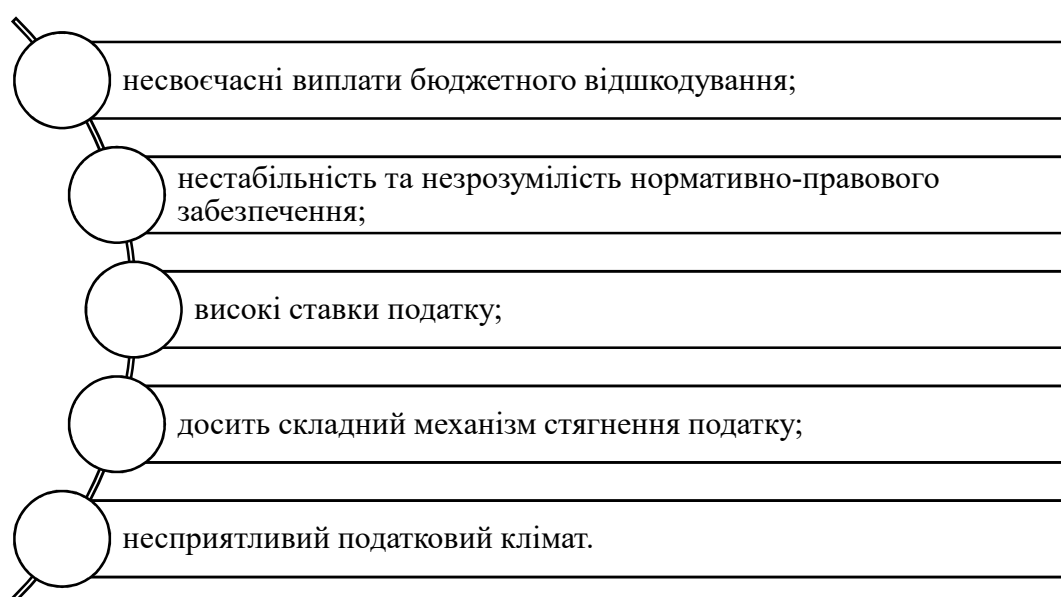 несвоєчасні виплати бюджетного відшкодування;
нестабільність та незрозумілість нормативно-правового
забезпечення;
високі ставки податку;
досить складний механізм стягнення податку;
несприятливий податковий клімат.